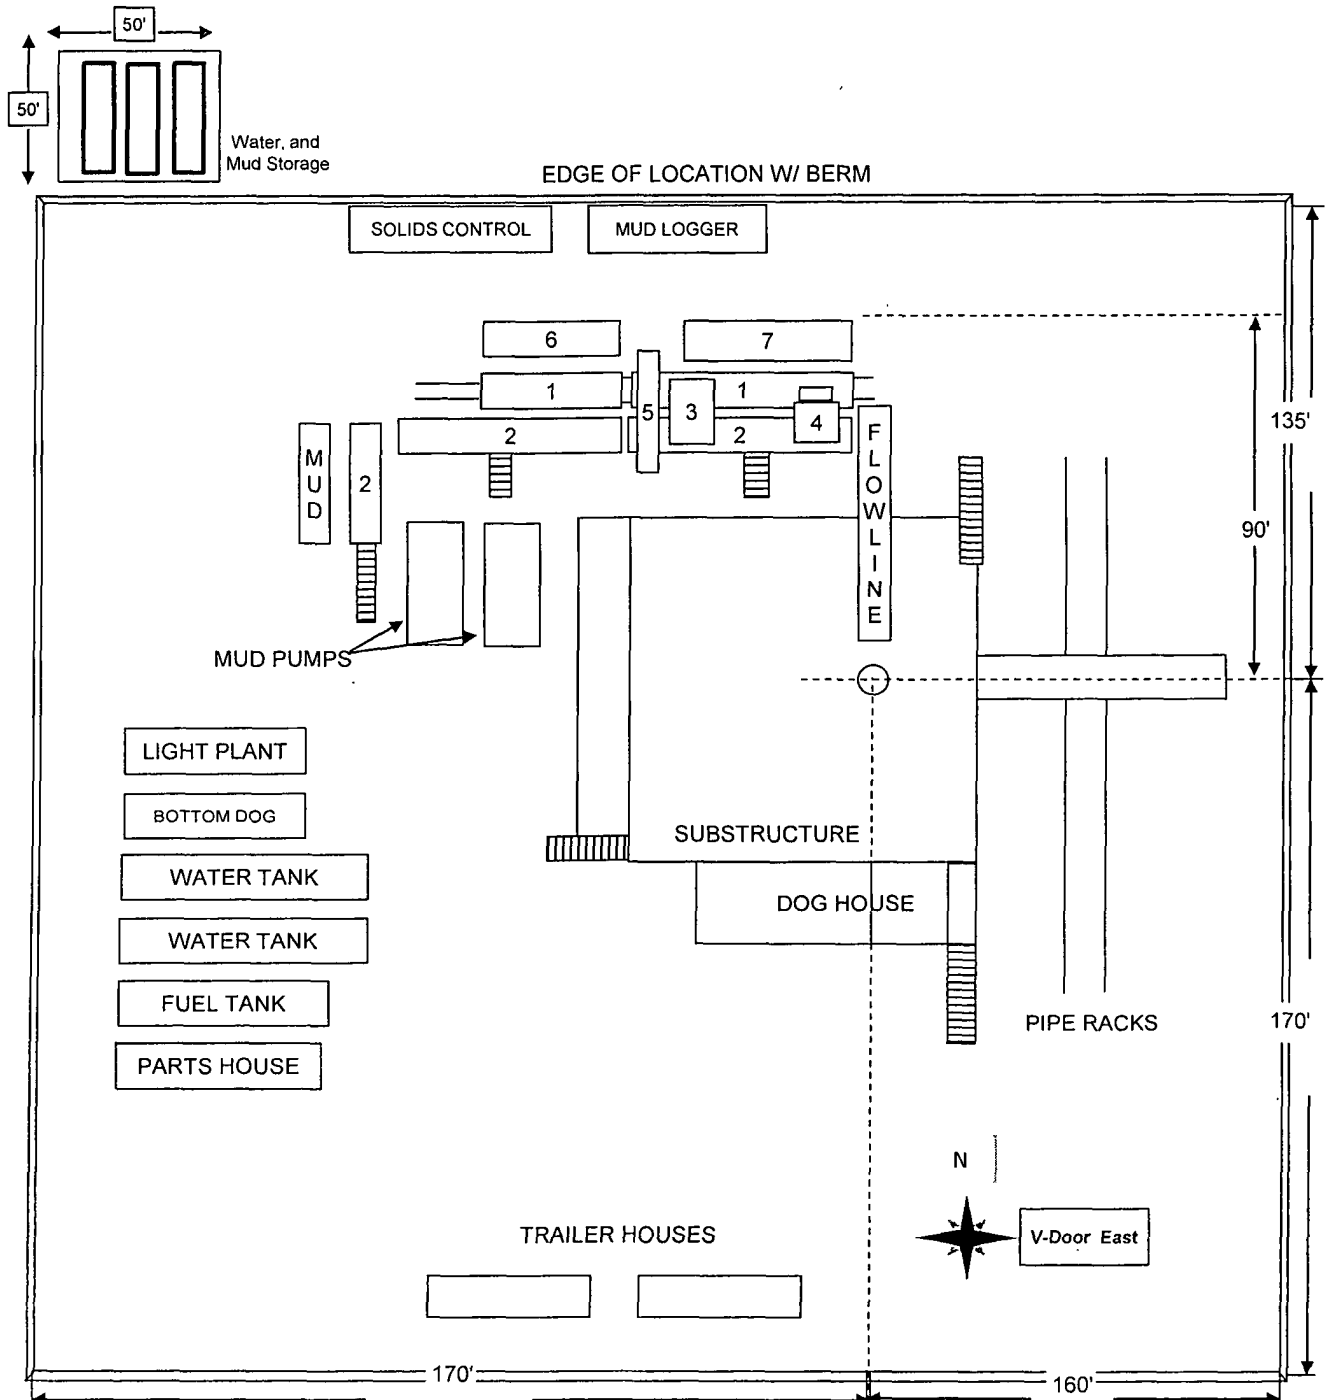 50'
50'
Water, and
Mud Storage
EDGE OF LOCATION W/ BERM
SOLIDS CONTROL
MUD LOGGER
6
7
1
1
5
3
4
2
2
135'
MUD
2
FLOWLINE
90'
MUD PUMPS
LIGHT PLANT
BOTTOM DOG
SUBSTRUCTURE
WATER TANK
DOG HOUSE
WATER TANK
FUEL TANK
PIPE RACKS
170'
PARTS HOUSE
N
TRAILER HOUSES
V-Door East
170'
160'